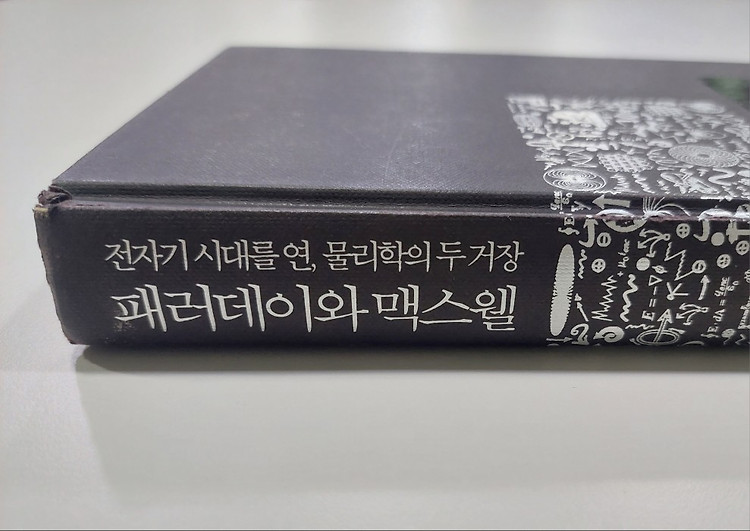 전자기 시대를 연, 물리학의 두 거장
패러데이와 맥스웰
E = -∇φ